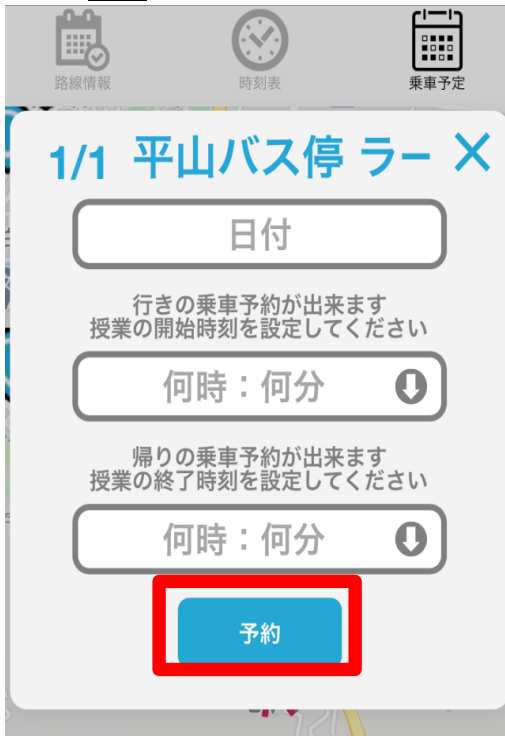 路線情報
時刻表
乗車予定
1/1 平山バス停 ラー ×
日付
行きの乗車予約が出来ます
授業の開始時刻を設定してください
何時：何分
帰りの乗車予約が出来ます
授業の終了時刻を設定してください
何時：何分
予約